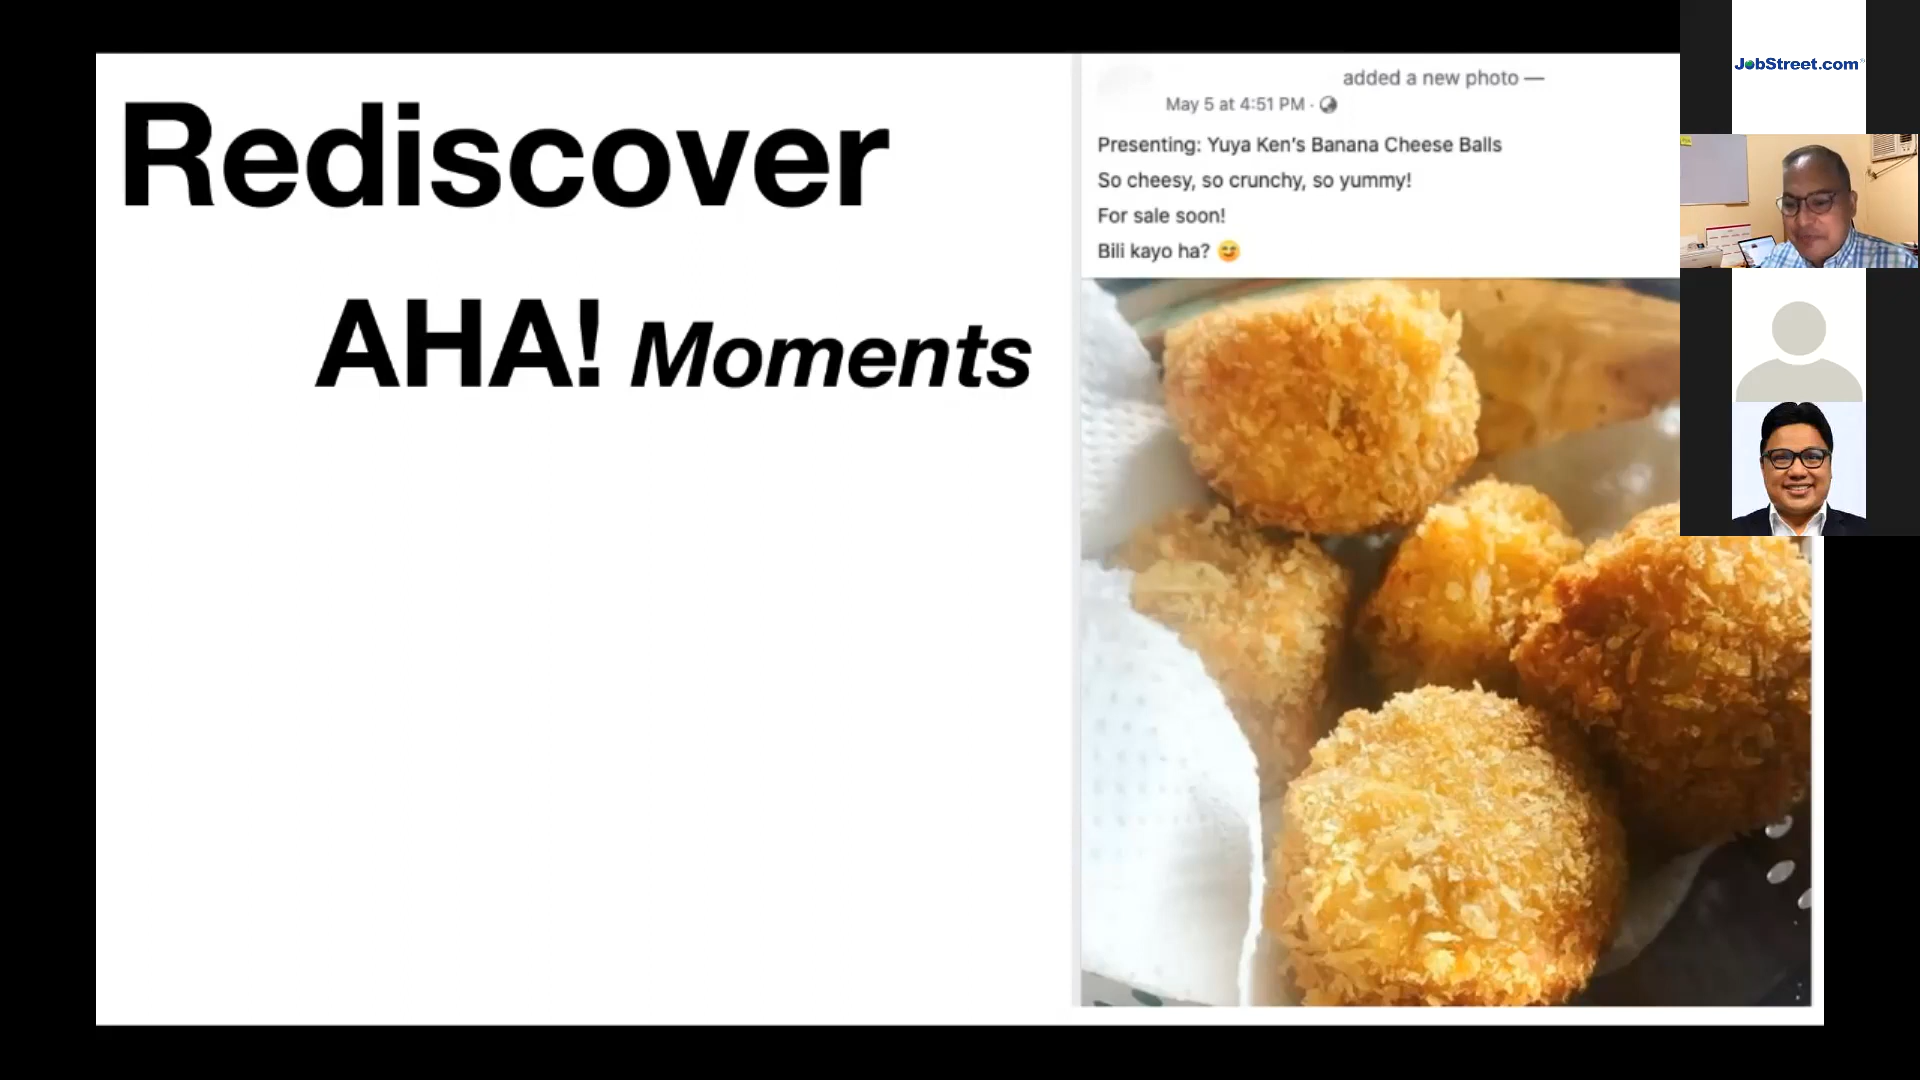 Rediscover
AHA! Moments
added a new photo —
May 5 at 4:51 PM ·
Presenting: Yuya Ken's Banana Cheese Balls
So cheesy, so crunchy, so yummy!
For sale soon!
Bili kayo ha? 😅
JobStreet.com